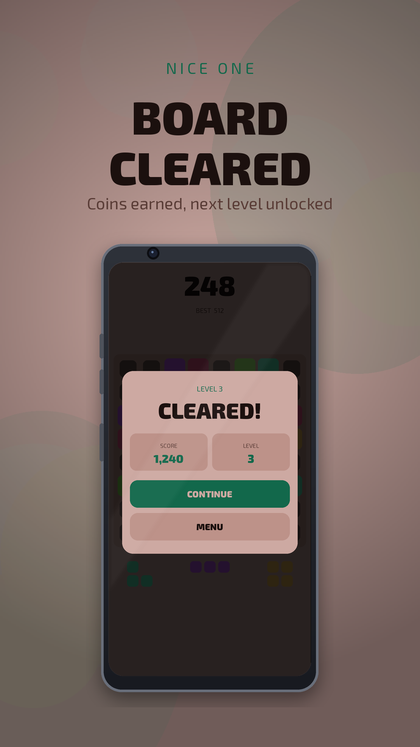 NICE ONE
BOARD
CLEARED
Coins earned, next level unlocked
248
LEVEL 3
CLEARED!
SCORE
1,240
LEVEL
3
CONTINUE
MENU